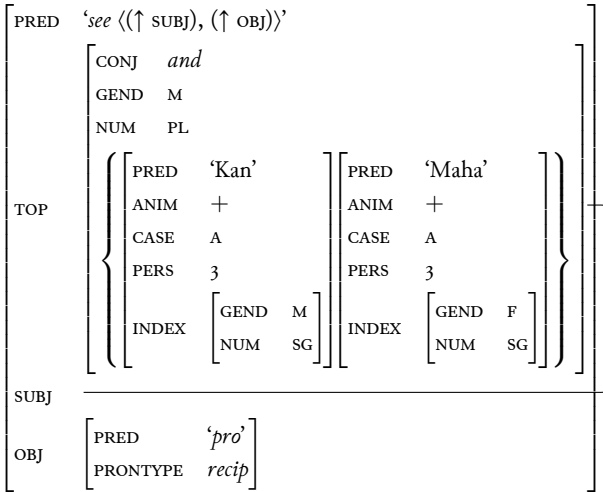 PRED ‘see ⟨(↑ SUBJ), (↑ OBJ)⟩’
CONJ and
GEND M
NUM PL
PRED ‘Kan’ PRED ‘Maha’
ANIM + ANIM +
TOP CASE A CASE A
PERS 3 PERS 3
GEND M GEND F
INDEX INDEX
NUM SG NUM SG
SUBJ
PRED ‘pro’
OBJ
PRONTYPE recip